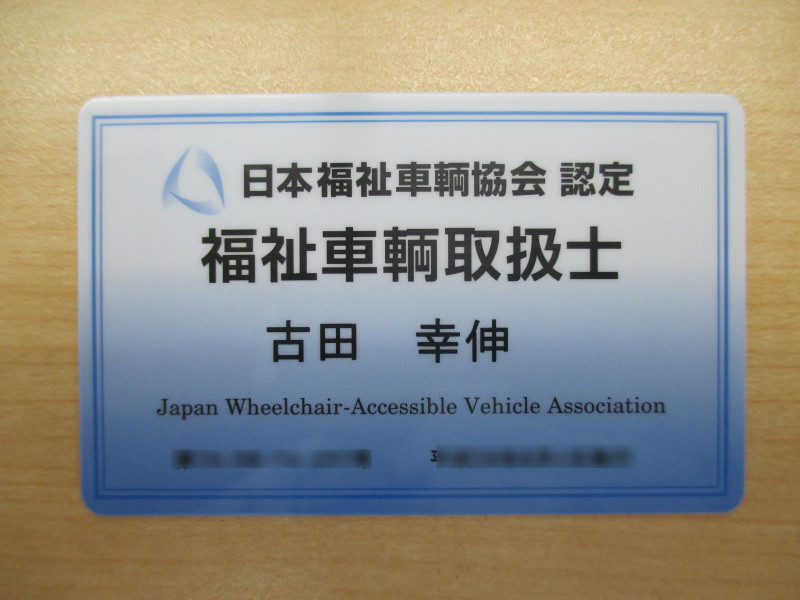 日本福祉車輌協会 認定
福祉車輌取扱士
古田 幸伸
Japan Wheelchair-Accessible Vehicle Association